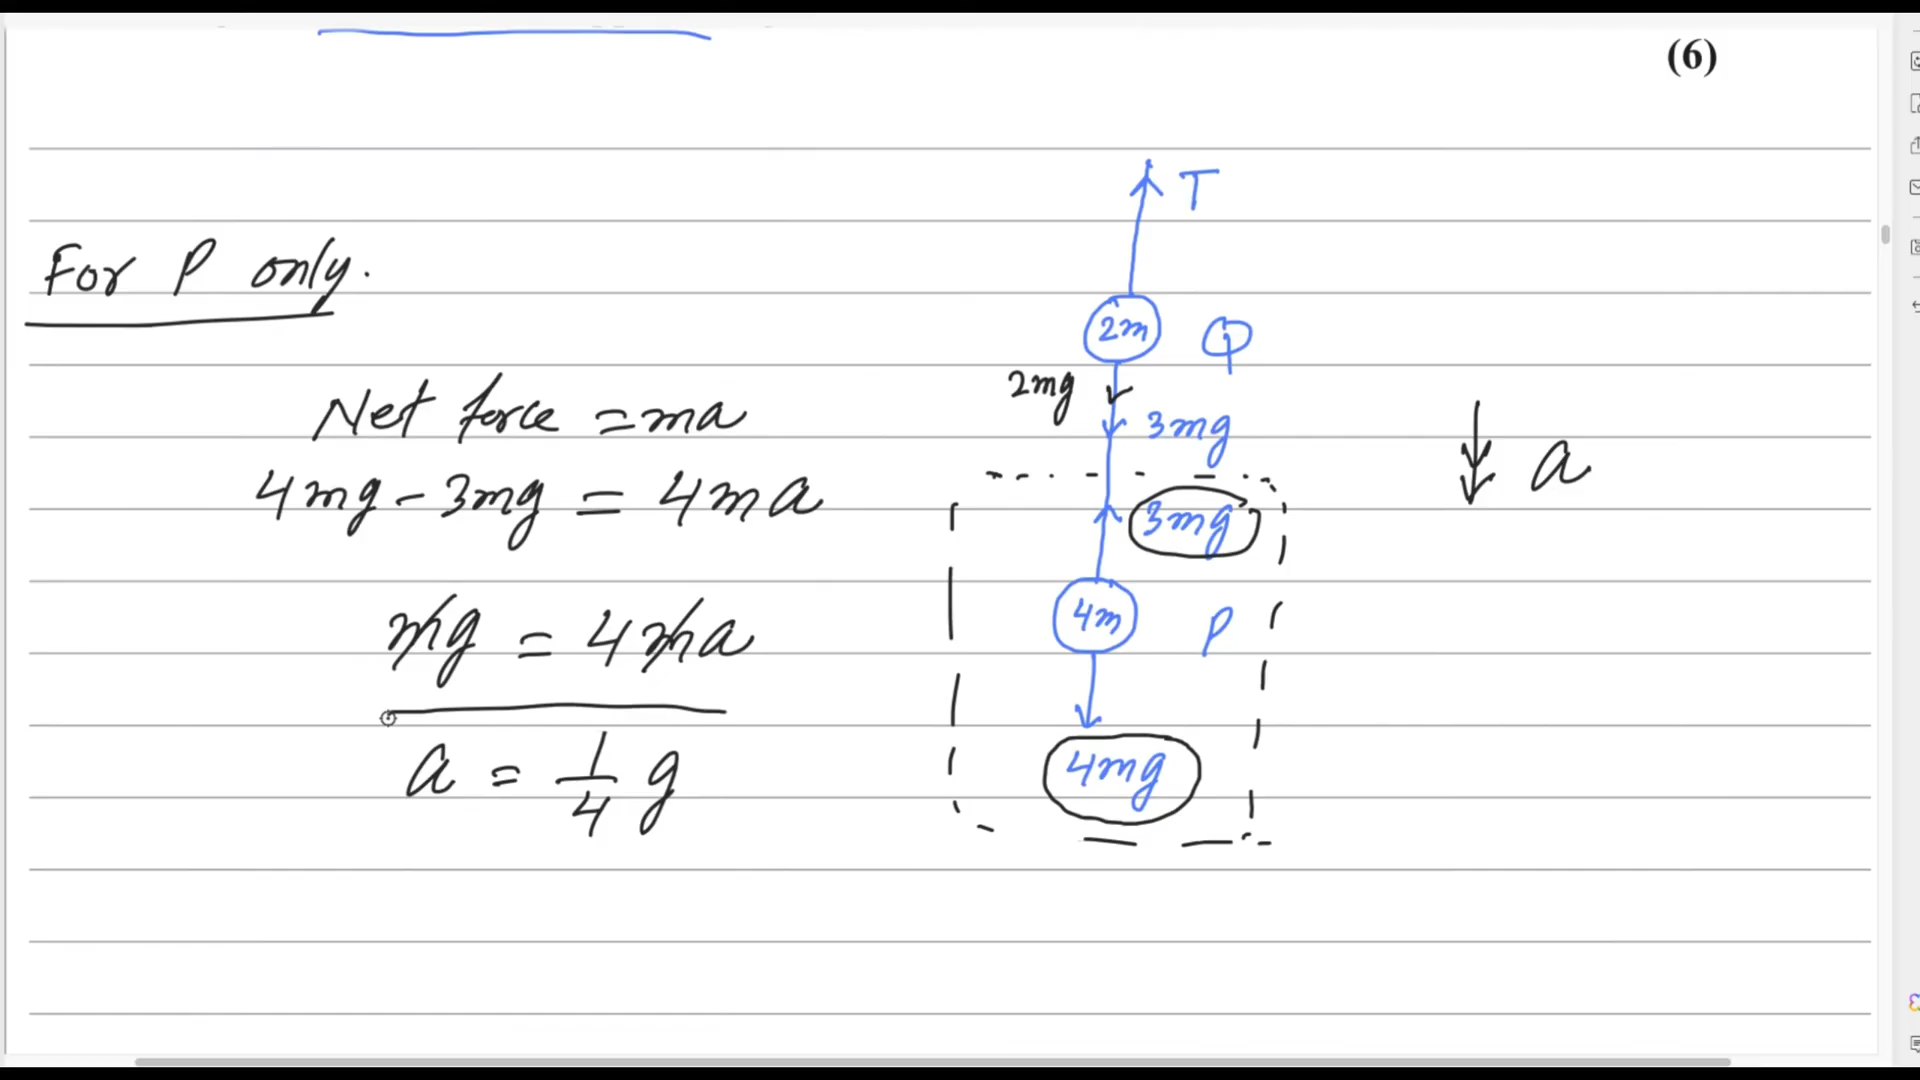 (6)
T
For P only.
2m Q
2mg
3mg
Net force = ma
a
4mg - 3mg = 4ma
3mg
mg = 4ma
4m P
a = 1/4 g
4mg